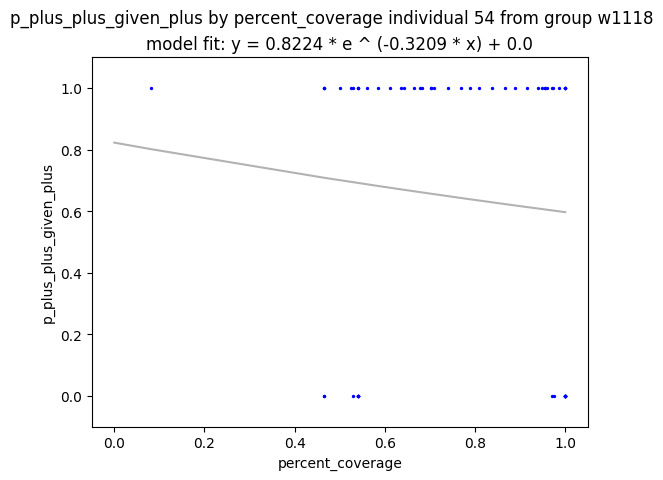 p_plus_plus_given_plus by percent_coverage individual 54 from group w1118
model fit: y = 0.8224 * e ^ (-0.3209 * x) + 0.0
1.0
0.8
0.6
0.4
0.2
0.0
p_plus_plus_given_plus
0.0 0.2 0.4 0.6 0.8 1.0
percent_coverage